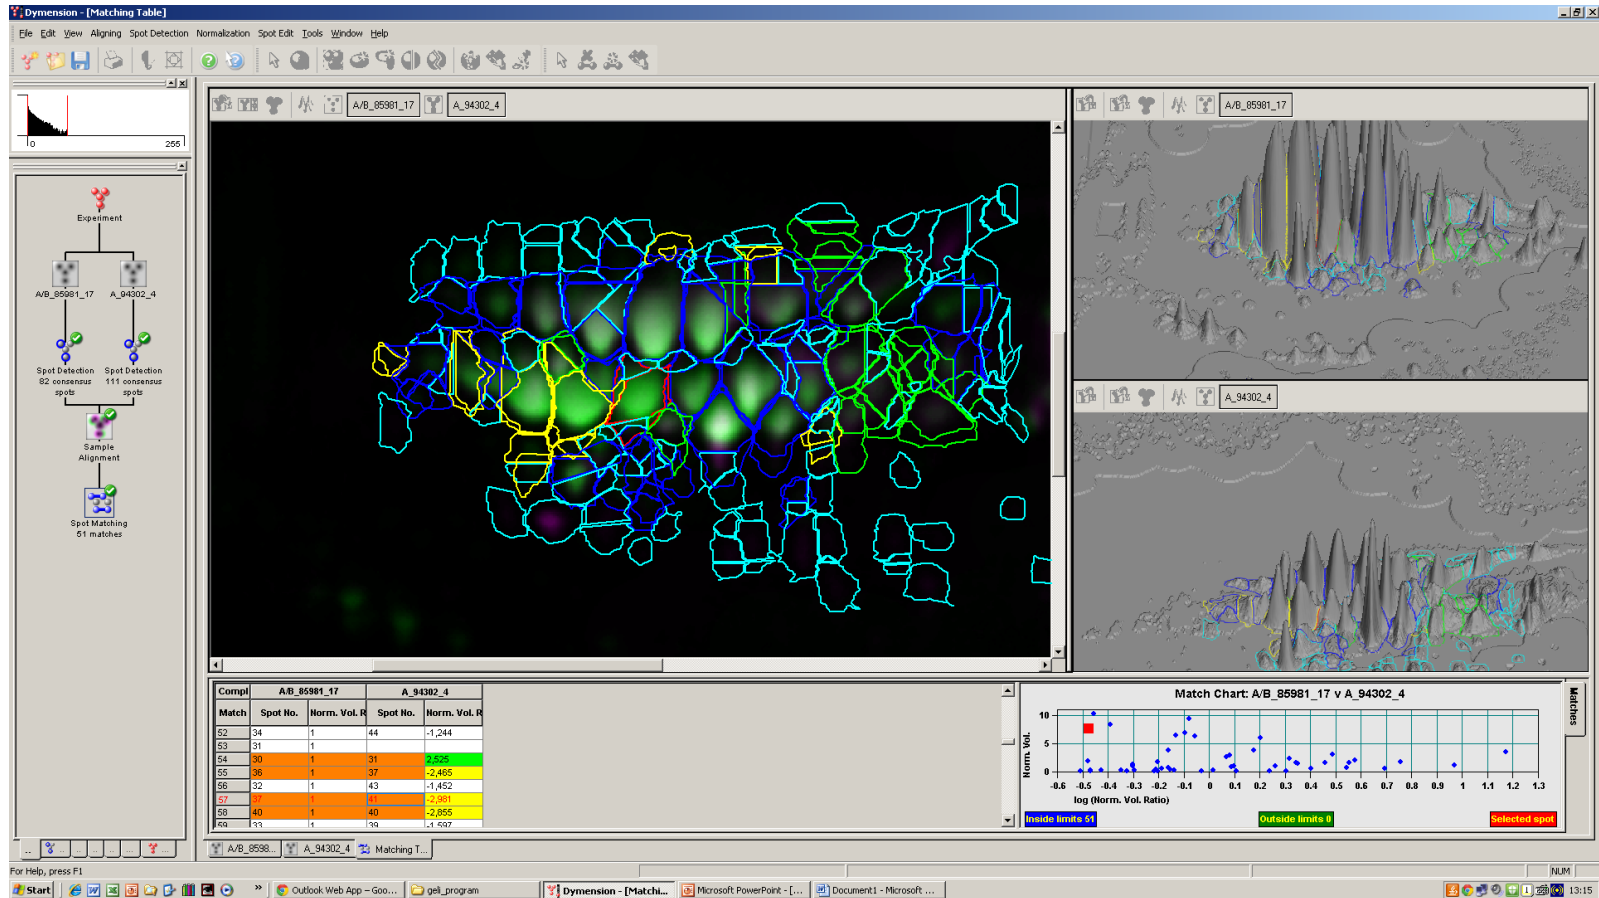 Dymension - [Matching Table]
File Edit View Aligning Spot Detection Normalization Spot Edit Tools Window Help
0 255
Experiment
A/B_85981_17 A_94302_4
Spot Detection Spot Detection
82 consensus 111 consensus
spots spots
Sample
Alignment
Spot Matching
51 matches
A/B_85981_17 A_94302_4
A/B_85981_17
A_94302_4
Compl A/B_85981_17 A_94302_4
Match Spot No. Norm. Vol. R Spot No. Norm. Vol. R
52 34 1 44 -1,244
53 31 1
54 30 1 31 2,525
55 36 1 37 -2,465
56 32 1 43 -1,452
57 37 1 41 -2,981
58 40 1 40 -2,855
59 33 1 39 -1,597
Match Chart: A/B_85981_17 v A_94302_4
Norm. Vol.
10
5
0
-0.6 -0.5 -0.4 -0.3 -0.2 -0.1 -0 0.1 0.2 0.3 0.4 0.5 0.6 0.7 0.8 0.9 1 1.1 1.2 1.3
log (Norm. Vol. Ratio)
Inside limits 51 Outside limits 0 Selected spot
Matches
.. .. .. .. .. .. ...
A/B_8598... A_94302_4 Matching T...
For Help, press F1
NUM
Start » Outlook Web App – Goo... geli_program Dymension - [Matchi... Microsoft PowerPoint - [... Document1 - Microsoft ... 13:15